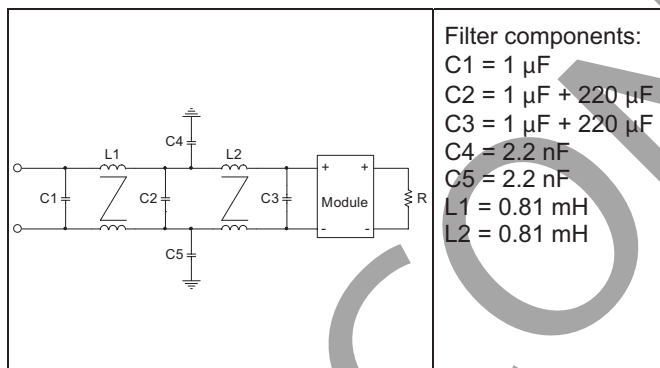 Filter components:
C1 = 1 µF
C2 = 1 µF + 220 µF
C3 = 1 µF + 220 µF
C4 = 2.2 nF
C5 = 2.2 nF
L1 = 0.81 mH
L2 = 0.81 mH
C4
L1
L2
+
+
C1
C2
C3
Module
R
-
-
C5